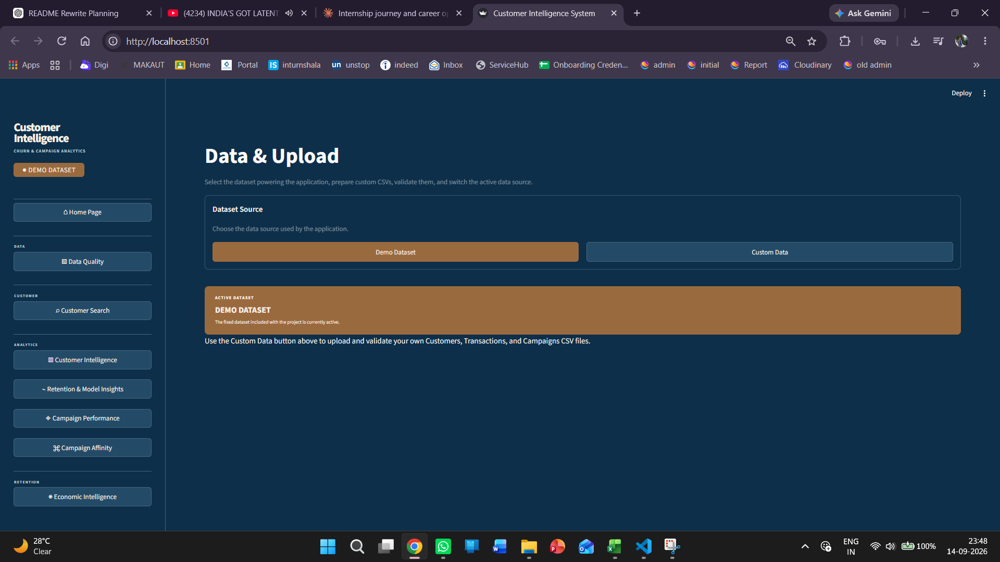 README Rewrite Planning
(4234) INDIA'S GOT LATENT
Internship journey and career op
Customer Intelligence System
Ask Gemini
http://localhost:8501
Apps
Digi
MAKAUT
Home
Portal
inturnshala
unstop
indeed
Inbox
ServiceHub
Onboarding Creden...
admin
initial
Report
Cloudinary
old admin
Deploy
Customer
Intelligence
CHURN & CAMPAIGN ANALYTICS
DEMO DATASET
Home Page
DATA
Data Quality
CUSTOMER
Customer Search
ANALYTICS
Customer Intelligence
Retention & Model Insights
Campaign Performance
Campaign Affinity
RETENTION
Economic Intelligence
Data & Upload
Select the dataset powering the application, prepare custom CSVs, validate them, and switch the active data source.
Dataset Source
Choose the data source used by the application.
Demo Dataset
Custom Data
ACTIVE DATASET
DEMO DATASET
The fixed dataset included with the project is currently active.
Use the Custom Data button above to upload and validate your own Customers, Transactions, and Campaigns CSV files.
28°C
Clear
ENG
IN
100%
23:48
14-09-2026